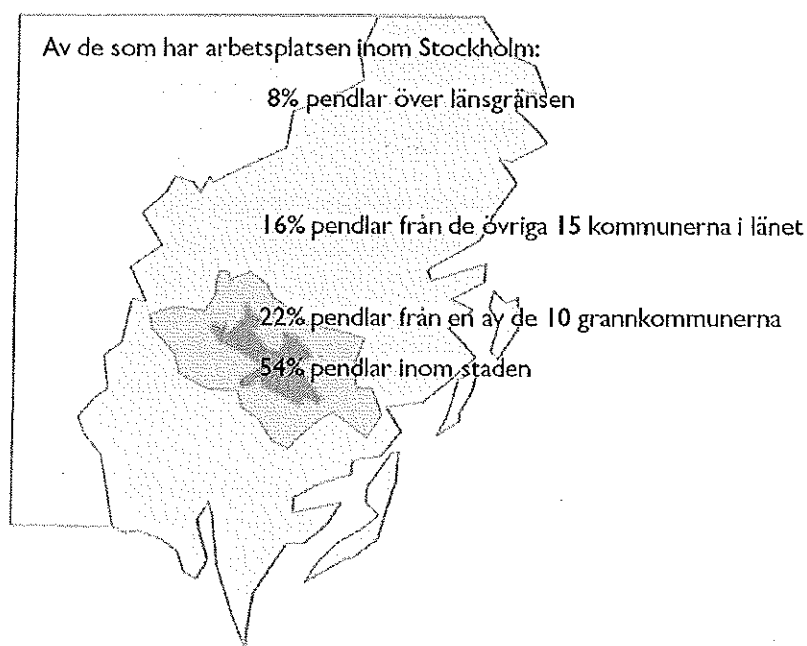 Av de som har arbetsplatsen inom Stockholm:
8% pendlar över länsgränsen
16% pendlar från de övriga 15 kommunerna i länet
22% pendlar från en av de 10 grannkommunerna
54% pendlar inom staden